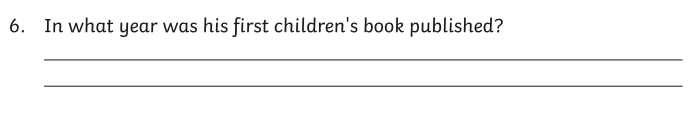 6. In what year was his first children's book published?